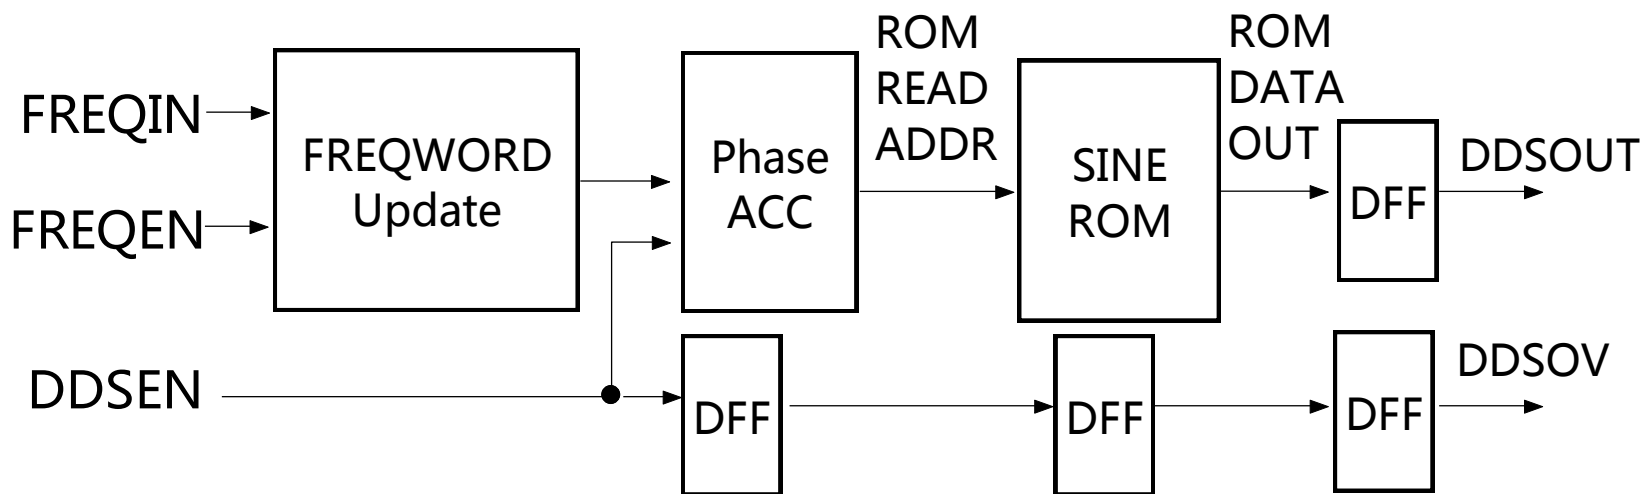 FREQIN
FREQEN
DDSEN
FREQWORD
Update
Phase
ACC
ROM
READ
ADDR
SINE
ROM
ROM
DATA
OUT
DFF
DDSOUT
DFF
DFF
DFF
DDSOV